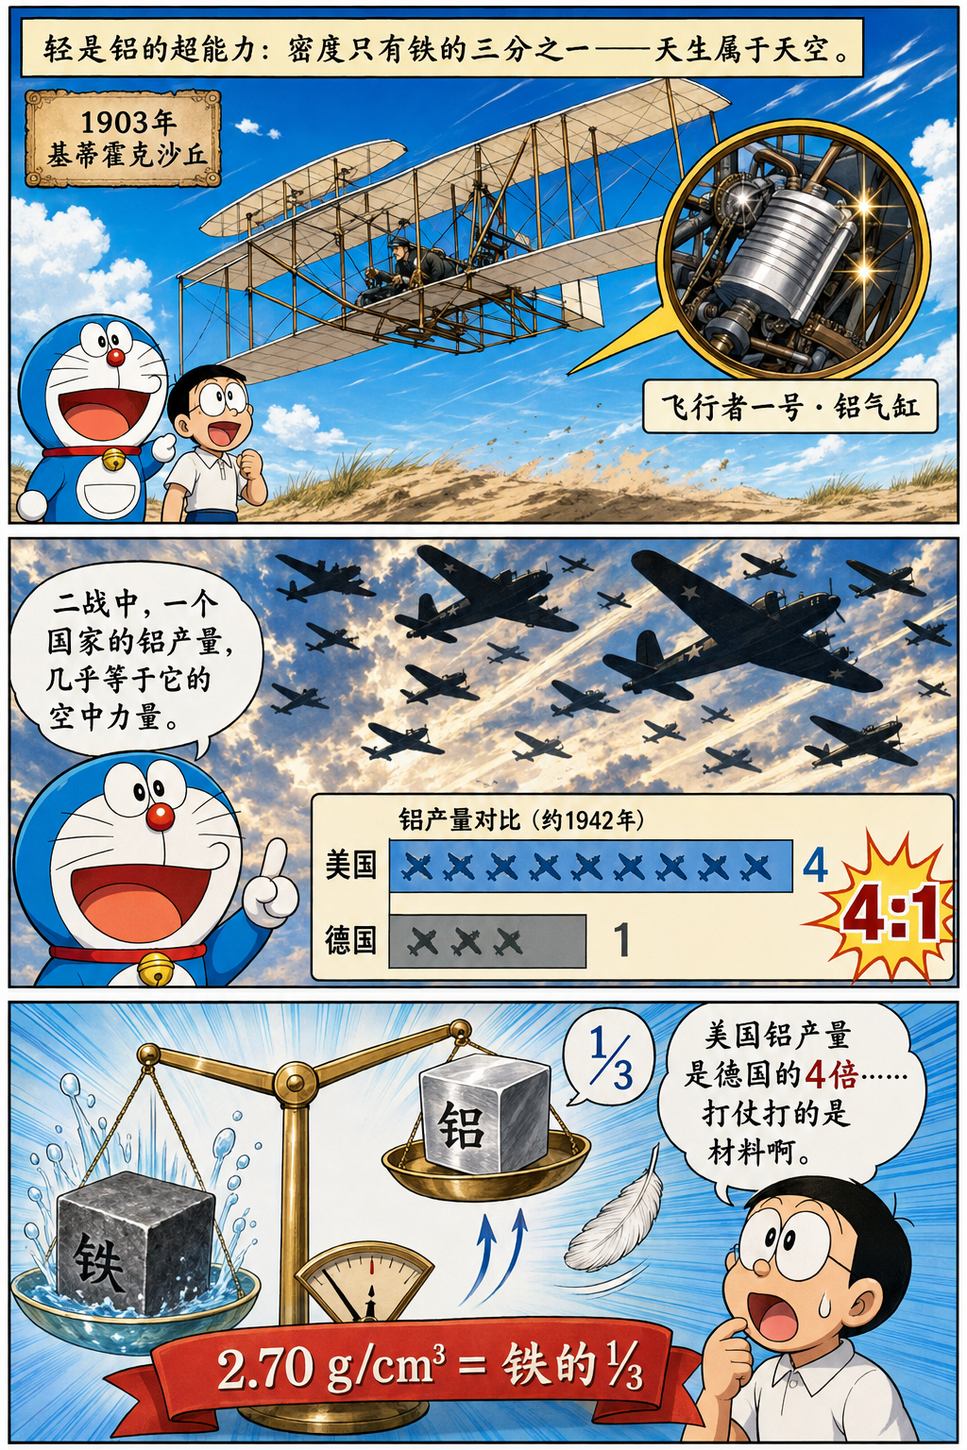 轻是铝的超能力：密度只有铁的三分之一——天生属于天空。
1903年
基蒂霍克沙丘
飞行者一号·铝气缸
二战中，一个
国家的铝产量，
几乎等于它的
空中力量。
铝产量对比（约1942年）
美国 4
德国 1
4:1
铝
1/3
美国铝产量
是德国的4倍……
打仗打的是
材料啊。
铁
2.70 g/cm³ = 铁的1/3